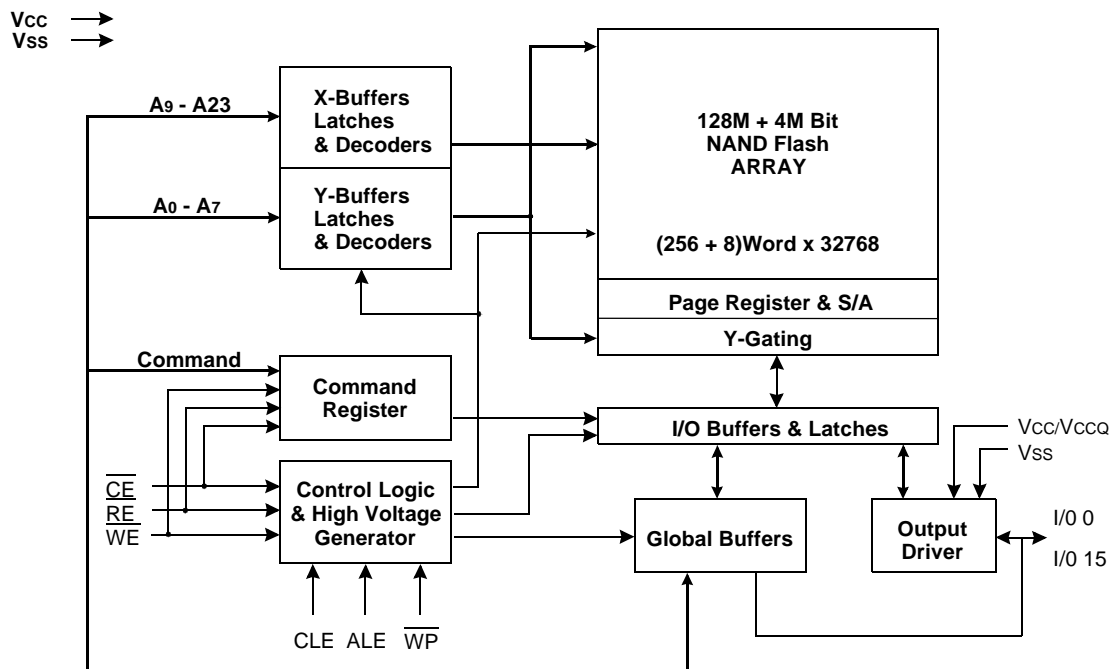 VCC
VSS
A9 - A23
X-Buffers
Latches
& Decoders
A0 - A7
Y-Buffers
Latches
& Decoders
128M + 4M Bit
NAND Flash
ARRAY
(256 + 8)Word x 32768
Page Register & S/A
Y-Gating
Command
Command
Register
I/O Buffers & Latches
VCC/VCCQ
VSS
CE
RE
WE
Control Logic
& High Voltage
Generator
Global Buffers
Output
Driver
I/0 0
I/0 15
CLE
ALE
WP